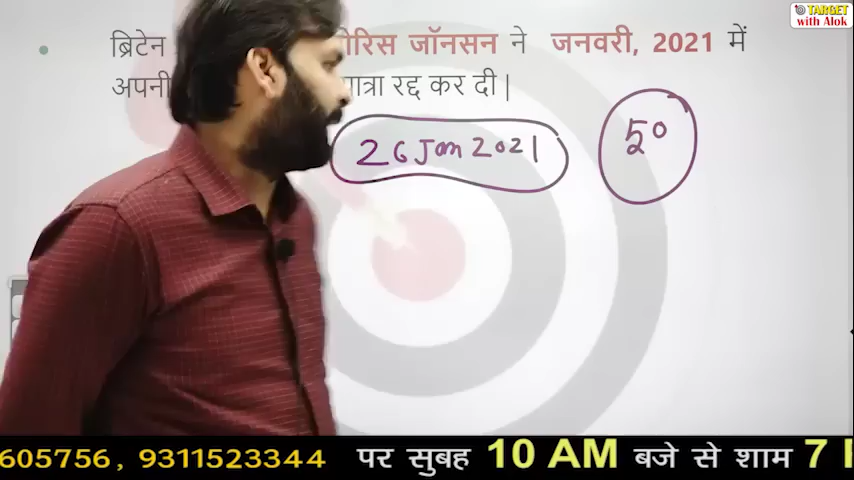 TARGET
with Alok
ब्रिटेन जॉनसन ने जनवरी, 2021 में
अपनी यात्रा रद्द कर दी|
26 Jan 2021
50
605756, 9311523344 पर सुबह 10 AM बजे से शाम 7